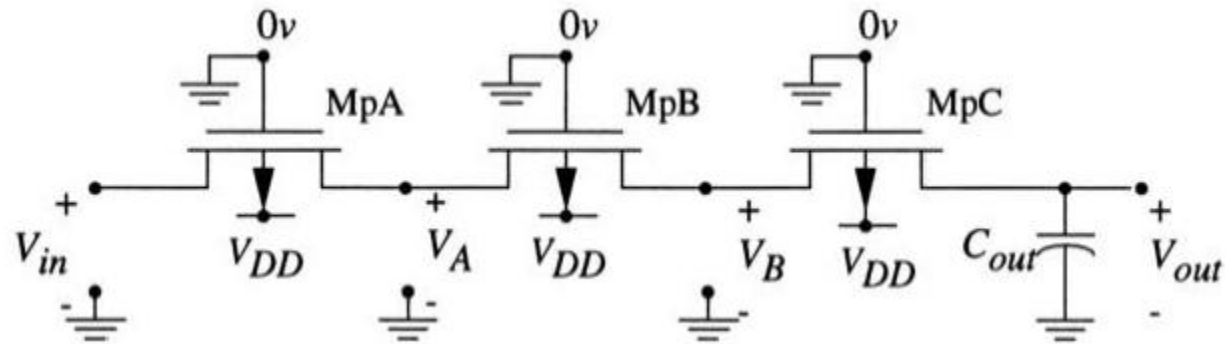 0v 0v 0v
MpA MpB MpC
+ + + +
V_in V_DD V_A V_DD V_B V_DD C_out V_out
- - - -